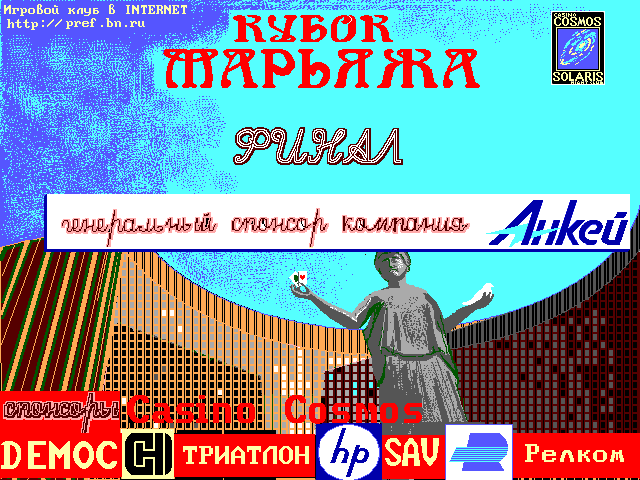 Игровой клуб в INTERNET
http://pref.bn.ru
КУБОК
МАРЬЯЖА
CASINO
COSMOS
SOLARIS
ФИНАЛ
генеральный спонсор компания Анкей
спонсоры Casino Cosmos
DEMOC ТРИАТЛОН hp SAV Релком